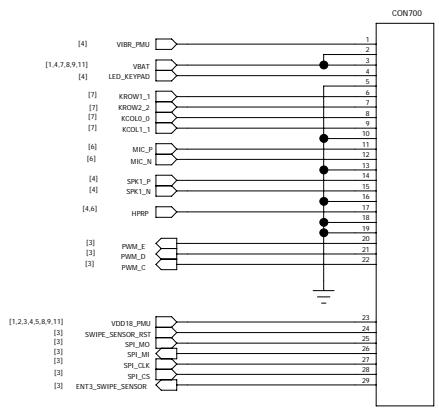 CON700
[4] VIBR_PMU 1
2
[1,4,7,8,9,11] VBAT 3
[4] LED_KEYPAD 4
5
[7] KROW1_1 6
[7] KROW2_2 7
[7] KCOL0_0 8
[7] KCOL1_1 9
10
[6] MIC_P 11
[6] MIC_N 12
13
[4] SPK1_P 14
[4] SPK1_N 15
16
[4,6] HPRP 17
18
19
[3] PWM_E 20
[3] PWM_D 21
[3] PWM_C 22
[1,2,3,4,5,8,9,11] VDD18_PMU 23
[3] SWIPE_SENSOR_RST 24
[3] SPI_MO 25
[3] SPI_MI 26
[3] SPI_CLK 27
[3] SPI_CS 28
[3] ENT3_SWIPE_SENSOR 29